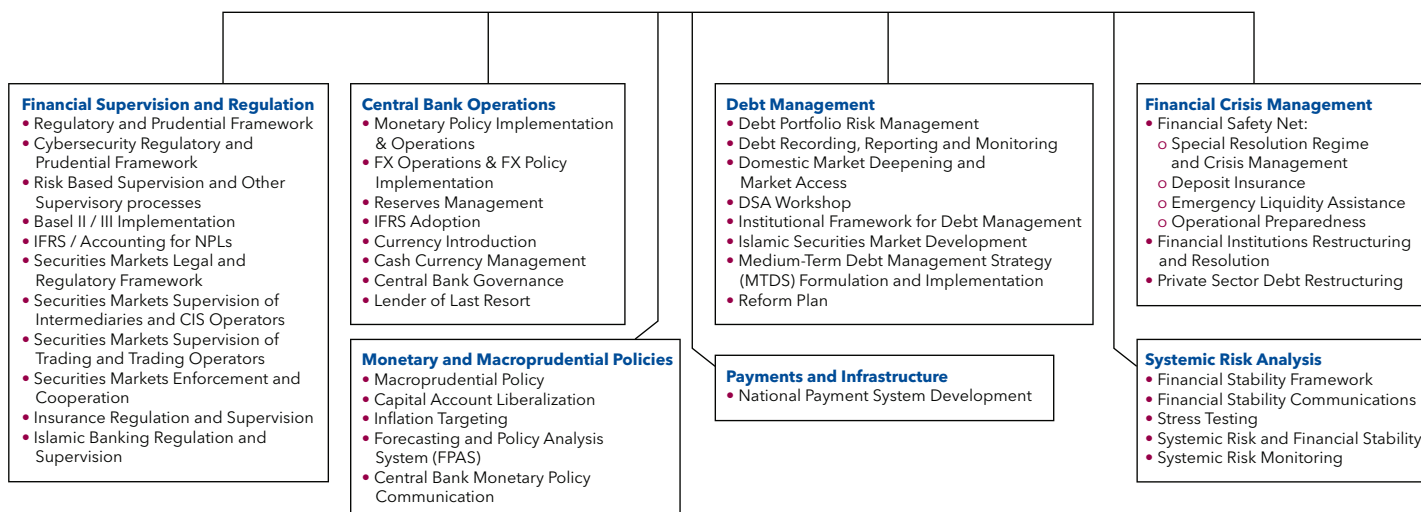 Financial Supervision and Regulation
• Regulatory and Prudential Framework
• Cybersecurity Regulatory and
Prudential Framework
• Risk Based Supervision and Other
Supervisory processes
• Basel II / III Implementation
• IFRS / Accounting for NPLs
• Securities Markets Legal and
Regulatory Framework
• Securities Markets Supervision of
Intermediaries and CIS Operators
• Securities Markets Supervision of
Trading and Trading Operators
• Securities Markets Enforcement and
Cooperation
• Insurance Regulation and Supervision
• Islamic Banking Regulation and
Supervision
Central Bank Operations
• Monetary Policy Implementation
& Operations
• FX Operations & FX Policy
Implementation
• Reserves Management
• IFRS Adoption
• Currency Introduction
• Cash Currency Management
• Central Bank Governance
• Lender of Last Resort
Monetary and Macroprudential Policies
• Macroprudential Policy
• Capital Account Liberalization
• Inflation Targeting
• Forecasting and Policy Analysis
System (FPAS)
• Central Bank Monetary Policy
Communication
Debt Management
• Debt Portfolio Risk Management
• Debt Recording, Reporting and Monitoring
• Domestic Market Deepening and
Market Access
• DSA Workshop
• Institutional Framework for Debt Management
• Islamic Securities Market Development
• Medium-Term Debt Management Strategy
(MTDS) Formulation and Implementation
• Reform Plan
Payments and Infrastructure
• National Payment System Development
Financial Crisis Management
• Financial Safety Net:
o Special Resolution Regime
and Crisis Management
o Deposit Insurance
o Emergency Liquidity Assistance
o Operational Preparedness
• Financial Institutions Restructuring
and Resolution
• Private Sector Debt Restructuring
Systemic Risk Analysis
• Financial Stability Framework
• Financial Stability Communications
• Stress Testing
• Systemic Risk and Financial Stability
• Systemic Risk Monitoring